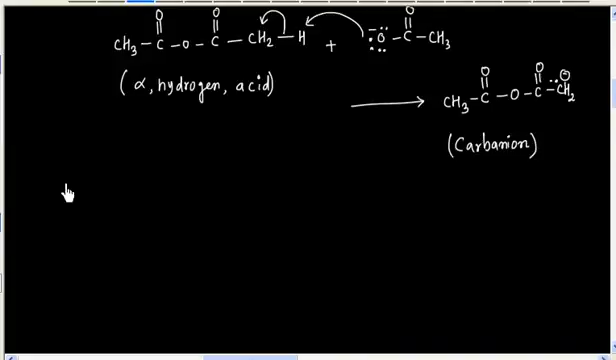 O O O
CH3 - C - O - C - CH2 - H + O - C - CH3
(α, hydrogen, acid)
O O
CH3 - C - O - C - CH2
(Carbanion)